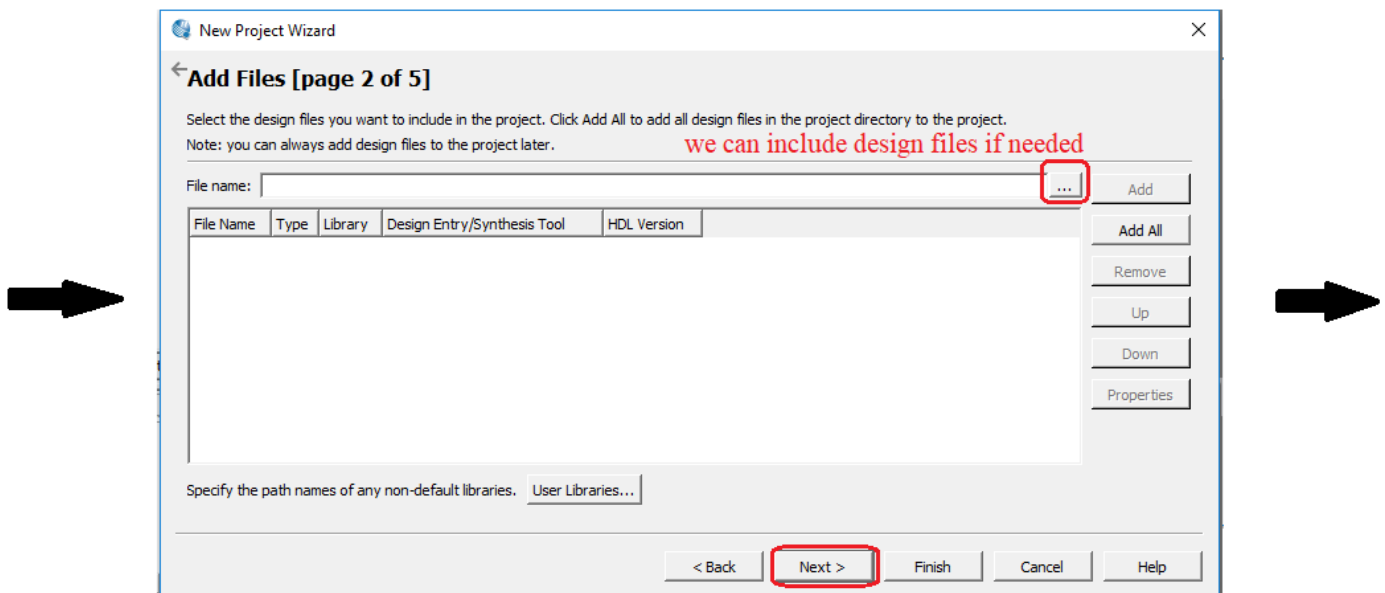 New Project Wizard
Add Files [page 2 of 5]
Select the design files you want to include in the project. Click Add All to add all design files in the project directory to the project.
Note: you can always add design files to the project later.
we can include design files if needed
File name: ... Add
File Name Type Library Design Entry/Synthesis Tool HDL Version
Add All
Remove
Up
Down
Properties
Specify the path names of any non-default libraries. User Libraries...
< Back Next > Finish Cancel Help